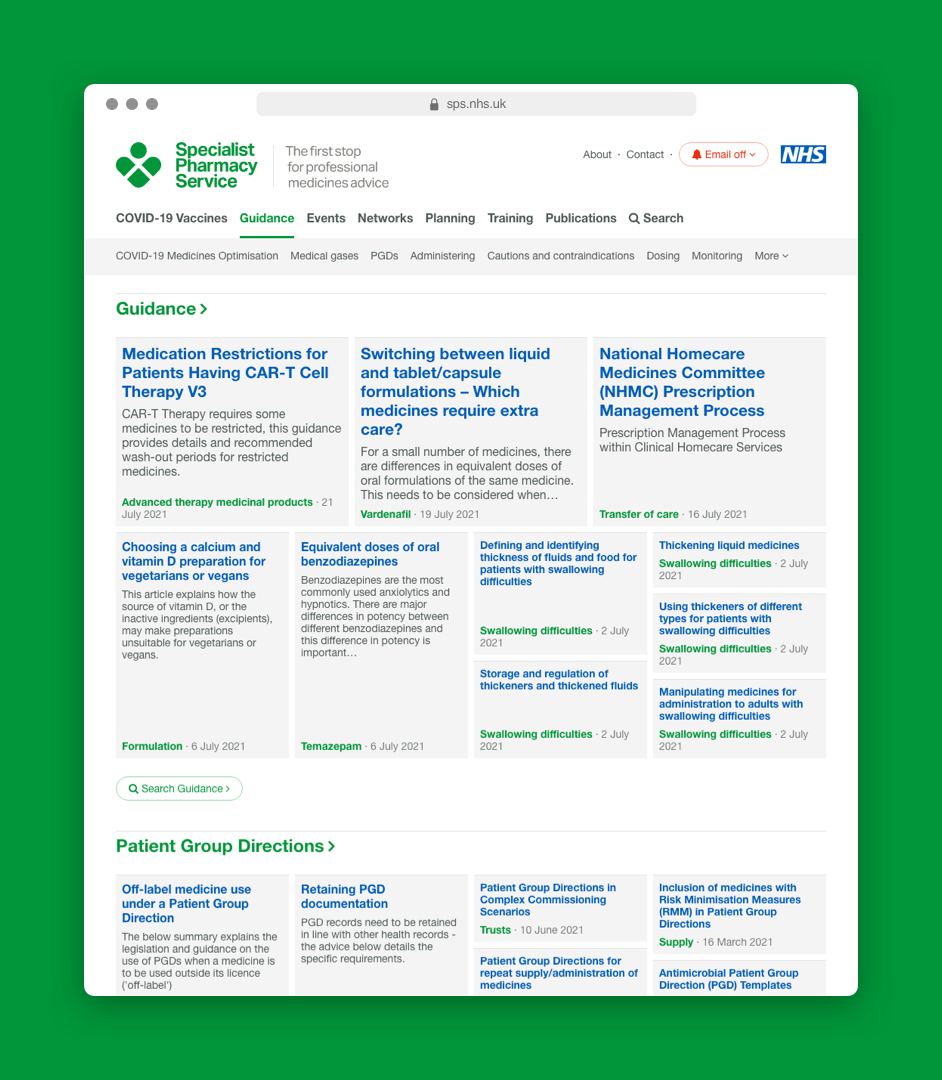 sps.nhs.uk
Specialist
Pharmacy
Service
The first stop
for professional
medicines advice
About · Contact · Email off
NHS
COVID-19 Vaccines Guidance Events Networks Planning Training Publications Search
COVID-19 Medicines Optimisation Medical gases PGDs Administering Cautions and contraindications Dosing Monitoring More
Guidance
Medication Restrictions for
Patients Having CAR-T Cell
Therapy V3
CAR-T Therapy requires some
medicines to be restricted, this guidance
provides details and recommended
wash-out periods for restricted
medicines.
Advanced therapy medicinal products · 21
July 2021
Switching between liquid
and tablet/capsule
formulations – Which
medicines require extra
care?
For a small number of medicines, there
are differences in equivalent doses of
oral formulations of the same medicine.
This needs to be considered when…
Vardenafil · 19 July 2021
National Homecare
Medicines Committee
(NHMC) Prescription
Management Process
Prescription Management Process
within Clinical Homecare Services
Transfer of care · 16 July 2021
Choosing a calcium and
vitamin D preparation for
vegetarians or vegans
This article explains how the
source of vitamin D, or the
inactive ingredients (excipients),
may make preparations
unsuitable for vegetarians or
vegans.
Formulation · 6 July 2021
Equivalent doses of oral
benzodiazepines
Benzodiazepines are the most
commonly used anxiolytics and
hypnotics. There are major
differences in potency between
different benzodiazepines and
this difference in potency is
important…
Temazepam · 6 July 2021
Defining and identifying
thickness of fluids and food for
patients with swallowing
difficulties
Swallowing difficulties · 2 July
2021
Storage and regulation of
thickeners and thickened fluids
Swallowing difficulties · 2 July
2021
Thickening liquid medicines
Swallowing difficulties · 2 July
2021
Using thickeners of different
types for patients with
swallowing difficulties
Swallowing difficulties · 2 July
2021
Manipulating medicines for
administration to adults with
swallowing difficulties
Swallowing difficulties · 2 July
2021
Search Guidance
Patient Group Directions
Off-label medicine use
under a Patient Group
Direction
The below summary explains the
legislation and guidance on the
use of PGDs when a medicine is
to be used outside its licence
('off-label')
Retaining PGD
documentation
PGD records need to be retained
in line with other health records -
the advice below details the
specific requirements.
Patient Group Directions in
Complex Commissioning
Scenarios
Trusts · 10 June 2021
Patient Group Directions for
repeat supply/administration of
medicines
Inclusion of medicines with
Risk Minimisation Measures
(RMM) in Patient Group
Directions
Supply · 16 March 2021
Antimicrobial Patient Group
Direction (PGD) Templates